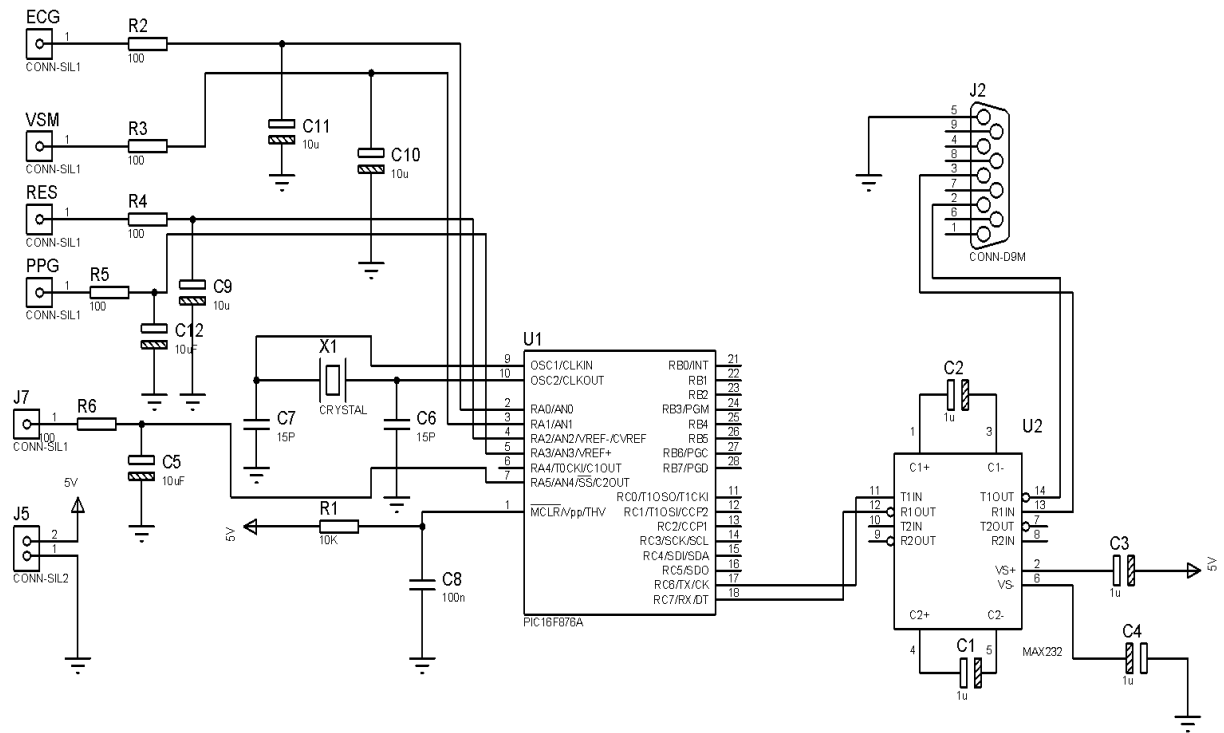 ECG
1
CONN-SIL1
R2
100
VSM
1
CONN-SIL1
R3
100
C11
10u
C10
10u
RES
1
CONN-SIL1
R4
100
PPG
1
CONN-SIL1
R5
100
C9
10u
C12
10uF
J7
1
CONN-SIL1
R6
100
C5
10uF
J5
2
1
CONN-SIL2
5V
X1
CRYSTAL
C7
15P
C6
15P
5V
R1
10K
C8
100n
U1
9 OSC1/CLKIN
10 OSC2/CLKOUT
2 RA0/AN0
3 RA1/AN1
4 RA2/AN2/VREF-/CVREF
5 RA3/AN3/VREF+
6 RA4/T0CKI/C1OUT
7 RA5/AN4/SS/C2OUT
1 MCLR/Vpp/THV
RB0/INT 21
RB1 22
RB2 23
RB3/PGM 24
RB4 25
RB5 26
RB6/PGC 27
RB7/PGD 28
RC0/T1OSO/T1CKI 11
RC1/T1OSI/CCP2 12
RC2/CCP1 13
RC3/SCK/SCL 14
RC4/SDI/SDA 15
RC5/SDO 16
RC6/TX/CK 17
RC7/RX/DT 18
PIC16F876A
J2
5
9
4
8
3
7
2
6
1
CONN-D9M
C2
1u
1
3
U2
C1+
C1-
11 T1IN
12 R1OUT
10 T2IN
9 R2OUT
T1OUT 14
R1IN 13
T2OUT 7
R2IN 8
VS+ 2
VS- 6
C2+
C2-
4
5
MAX232
C1
1u
C3
1u
5V
C4
1u